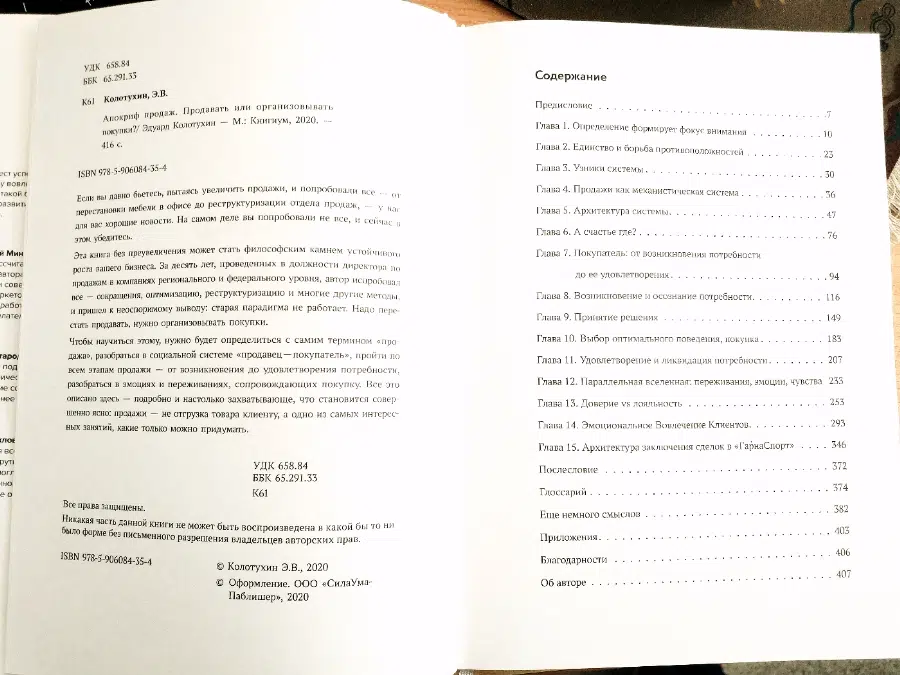 УДК 658.84
ББК 65.291.33
К61 Колотухин, Э.В.
Апокриф продаж. Продавать или организовывать
покупки?/ Эдуард Колотухин — М.: Книгиум, 2020. —
416 с.
ISBN 978-5-906084-35-4
Если вы давно бьетесь, пытаясь увеличить продажи, и попробовали все — от
перестановки мебели в офисе до реструктуризации отдела продаж, — у нас
для вас хорошие новости. На самом деле вы попробовали не все, и сейчас в
этом убедитесь.
Эта книга без преувеличения может стать философским камнем устойчивого
роста вашего бизнеса. За десять лет, проведенных в должности директора по
продажам в компаниях регионального и федерального уровня, автор испробовал
все — сокращения, оптимизацию, реструктуризацию и многие другие методы,
и пришел к неоспоримому выводу: старая парадигма не работает. Надо пере-
стать продавать, нужно организовывать покупки.
Чтобы научиться этому, нужно будет определиться с самим термином «про
дажа», разобраться в социальной системе «продавец—покупатель», пройти по
всем этапам продажи — от возникновения до удовлетворения потребности,
разобраться в эмоциях и переживаниях, сопровождающих покупку. Все это
описано здесь — подробно и настолько захватывающе, что становится совер
шенно ясно: продажи — не отгрузка товара клиенту, а одно из самых интерес-
ных занятий, какие только можно придумать.
УДК 658.84
ББК 65.291.33
К61
Все права защищены.
Никакая часть данной книги не может быть воспроизведена в какой бы то ни
было форме без письменного разрешения владельцев авторских прав.
ISBN 978-5-906084-35-4
© Колотухин Э.В., 2020
© Оформление. ООО «СилаУма-
Паблишер», 2020
Содержание
Предисловие . . . . 7
Глава 1. Определение формирует фокус внимания . . . . 10
Глава 2. Единство и борьба противоположностей . . . . 23
Глава 3. Узники системы . . . . 30
Глава 4. Продажи как механистическая система . . . . 36
Глава 5. Архитектура системы. . . . 47
Глава 6. А счастье где? . . . . 76
Глава 7. Покупатель: от возникновения потребности
до ее удовлетворения . . . . 94
Глава 8. Возникновение и осознание потребности. . . . 116
Глава 9. Принятие решения . . . . 149
Глава 10. Выбор оптимального поведения, покупка . . . . 183
Глава 11. Удовлетворение и ликвидация потребности . . . . 207
Глава 12. Параллельная вселенная: переживания, эмоции, чувства 233
Глава 13. Доверие vs лояльность . . . . 253
Глава 14. Эмоциональное Вовлечение Клиентов. . . . 293
Глава 15. Архитектура заключения сделок в «ГарнаСпорт» . . . . 346
Послесловие . . . . 372
Глоссарий . . . . 374
Еще немного смыслов . . . . 382
Приложения. . . . 403
Благодарности . . . . 406
Об авторе . . . . 407